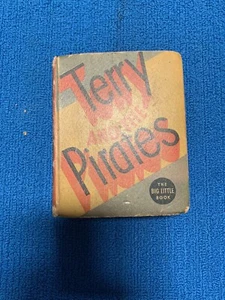 Terry
AND THE
Pirates
THE
BIG LITTLE
BOOK